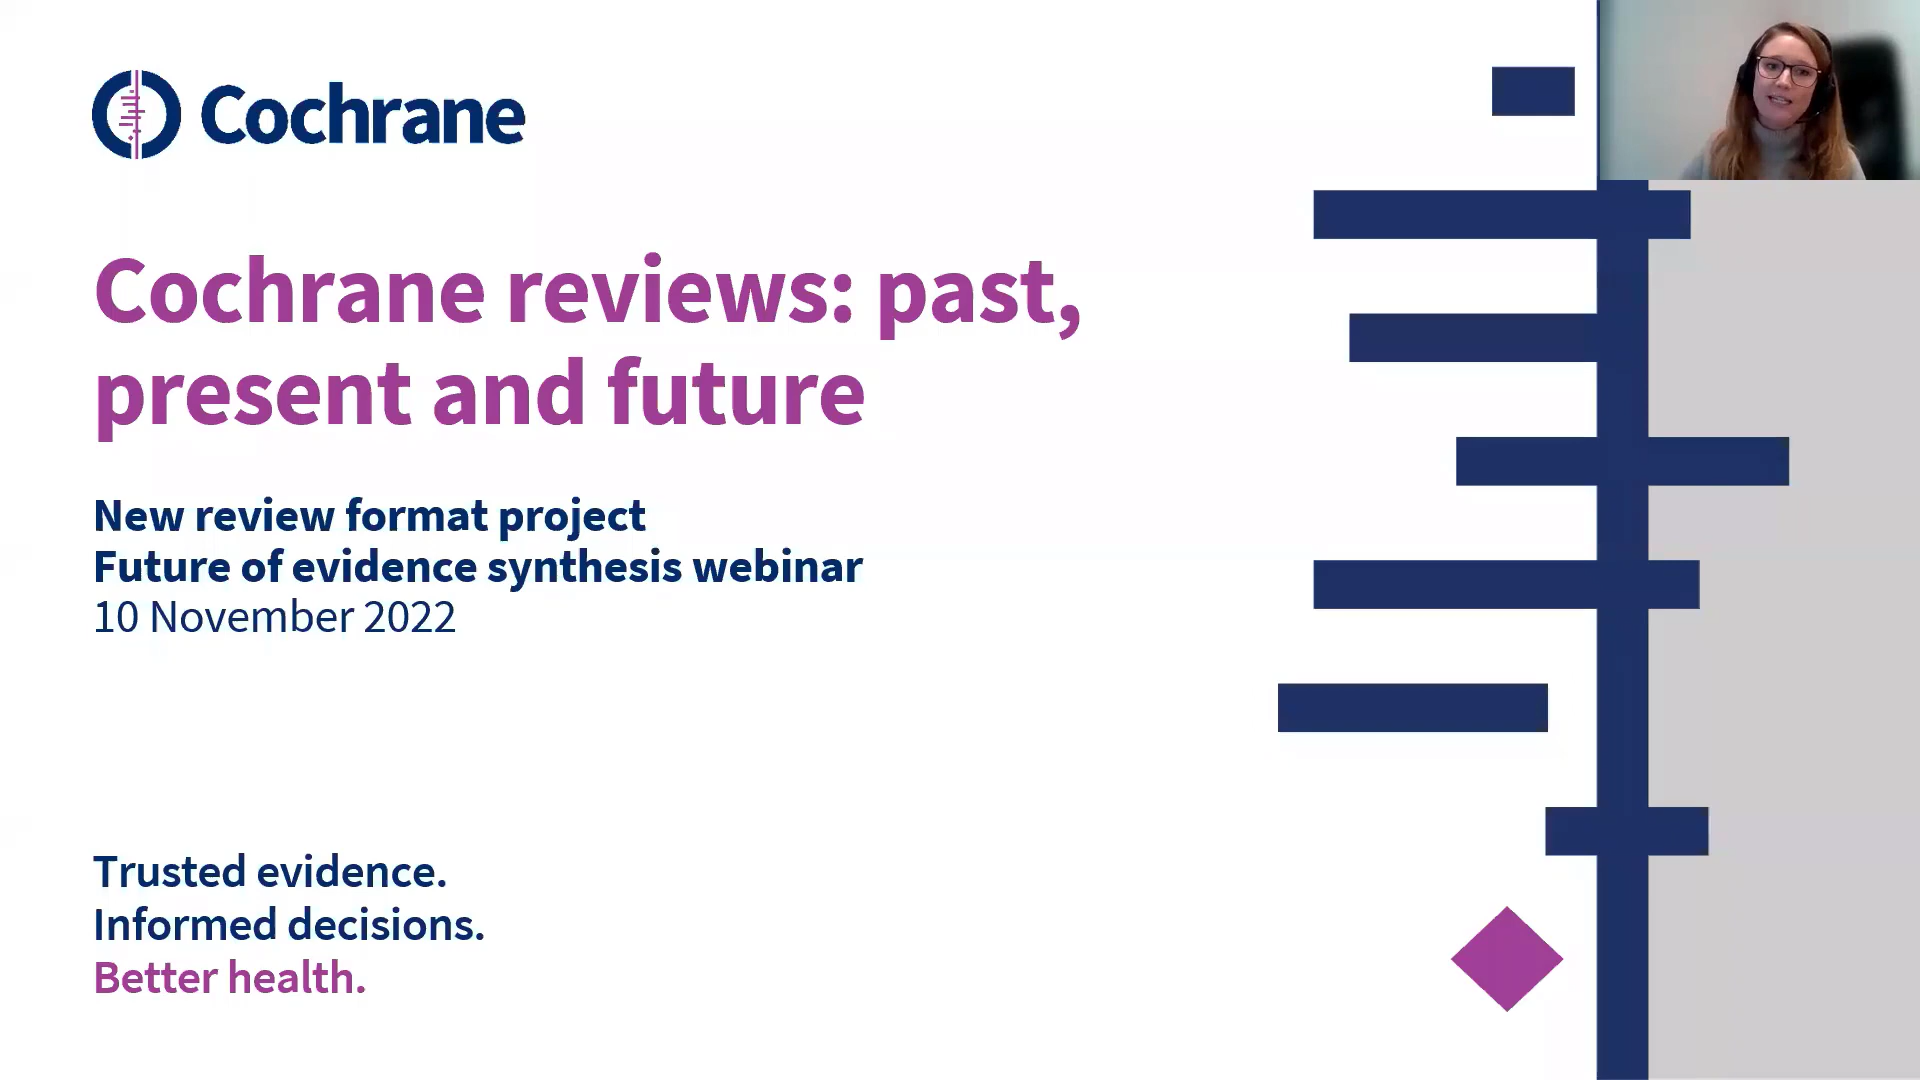 Cochrane
Cochrane reviews: past,
present and future
New review format project
Future of evidence synthesis webinar
10 November 2022
Trusted evidence.
Informed decisions.
Better health.